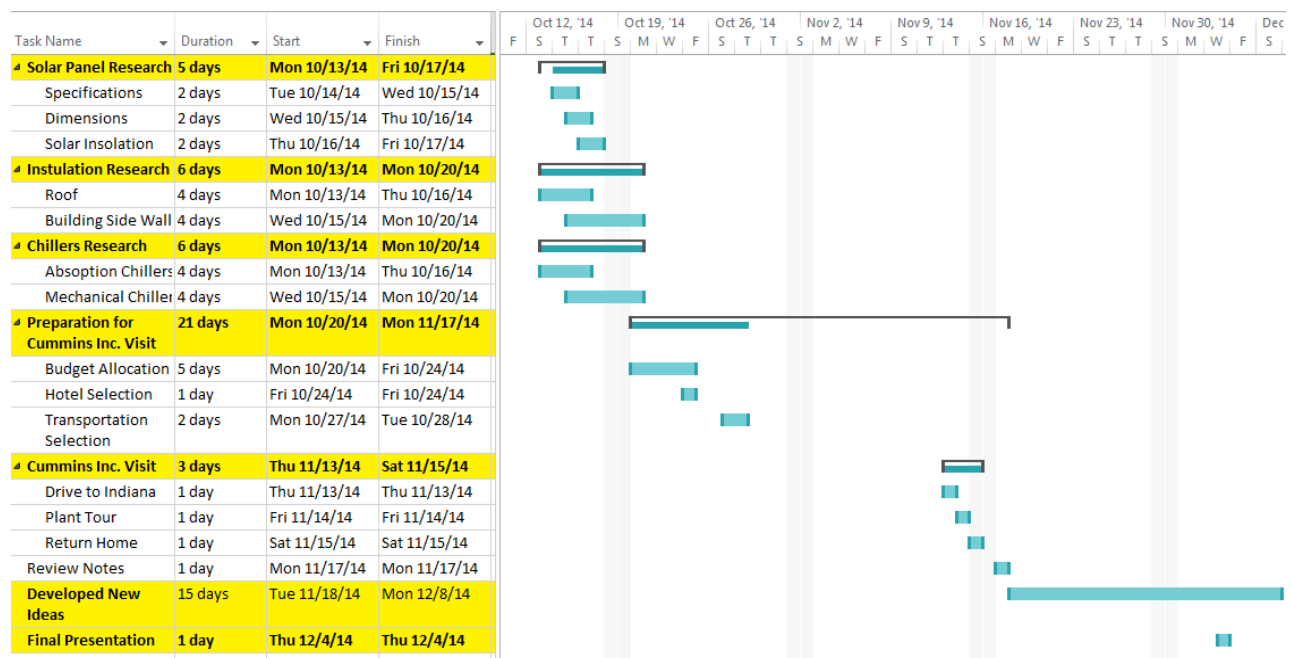 Oct 12, '14 Oct 19, '14 Oct 26, '14 Nov 2, '14 Nov 9, '14 Nov 16, '14 Nov 23, '14 Nov 30, '14 Dec
Task Name Duration Start Finish F S T T S M W F S T T S M W F S T T S M W F S T T S M W F S
Solar Panel Research 5 days Mon 10/13/14 Fri 10/17/14
Specifications 2 days Tue 10/14/14 Wed 10/15/14
Dimensions 2 days Wed 10/15/14 Thu 10/16/14
Solar Insolation 2 days Thu 10/16/14 Fri 10/17/14
Instulation Research 6 days Mon 10/13/14 Mon 10/20/14
Roof 4 days Mon 10/13/14 Thu 10/16/14
Building Side Wall 4 days Wed 10/15/14 Mon 10/20/14
Chillers Research 6 days Mon 10/13/14 Mon 10/20/14
Absoption Chillers 4 days Mon 10/13/14 Thu 10/16/14
Mechanical Chiller 4 days Wed 10/15/14 Mon 10/20/14
Preparation for 21 days Mon 10/20/14 Mon 11/17/14
Cummins Inc. Visit
Budget Allocation 5 days Mon 10/20/14 Fri 10/24/14
Hotel Selection 1 day Fri 10/24/14 Fri 10/24/14
Transportation 2 days Mon 10/27/14 Tue 10/28/14
Selection
Cummins Inc. Visit 3 days Thu 11/13/14 Sat 11/15/14
Drive to Indiana 1 day Thu 11/13/14 Thu 11/13/14
Plant Tour 1 day Fri 11/14/14 Fri 11/14/14
Return Home 1 day Sat 11/15/14 Sat 11/15/14
Review Notes 1 day Mon 11/17/14 Mon 11/17/14
Developed New 15 days Tue 11/18/14 Mon 12/8/14
Ideas
Final Presentation 1 day Thu 12/4/14 Thu 12/4/14